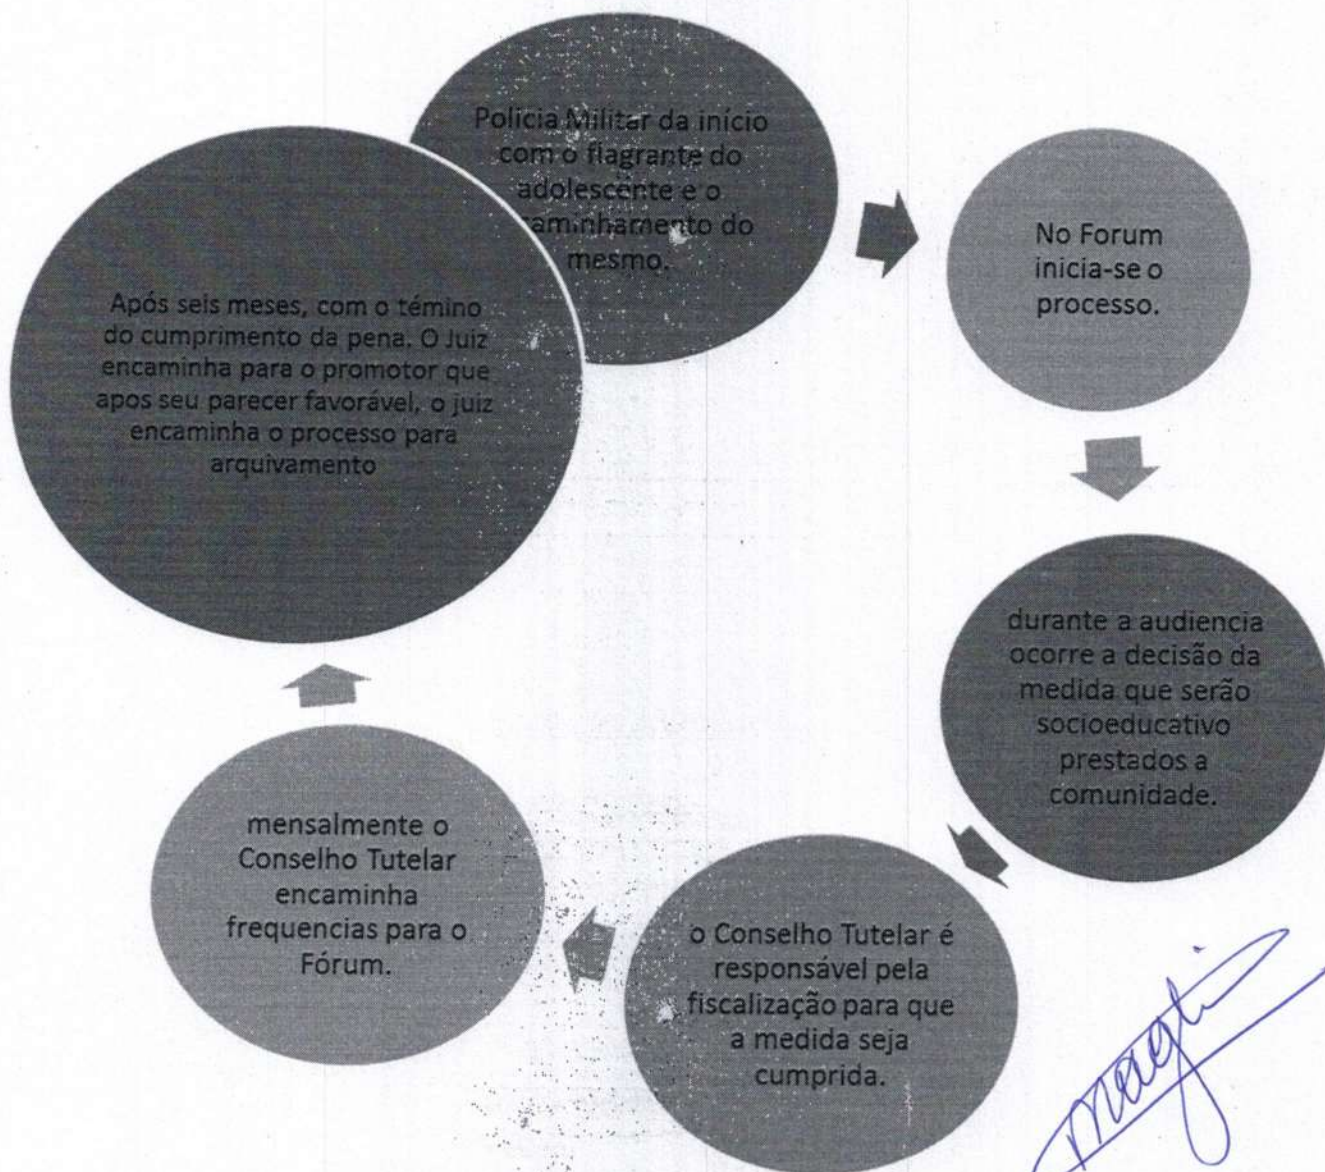 Policia Militar da início
com o flagrante do
adolescente e o
caminhamento do
mesmo.
No Forum
inicia-se o
processo.
durante a audiencia
ocorre a decisão da
medida que serão
socioeducativo
prestados a
comunidade.
o Conselho Tutelar é
responsável pela
fiscalização para que
a medida seja
cumprida.
mensalmente o
Conselho Tutelar
encaminha
frequencias para o
Fórum.
Após seis meses, com o témino
do cumprimento da pena. O Juiz
encaminha para o promotor que
apos seu parecer favorável, o juiz
encaminha o processo para
arquivamento